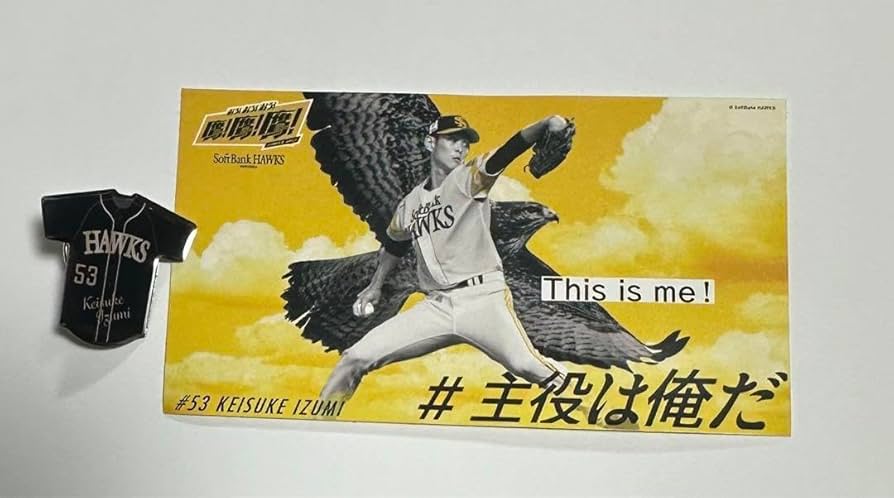 鷹!鷹!鷹!
SoftBank HAWKS
© SoftBank HAWKS
SoftBank
HAWKS
This is me!
#53 KEISUKE IZUMI
#主役は俺だ
HAWKS
53
Keisuke
Izumi